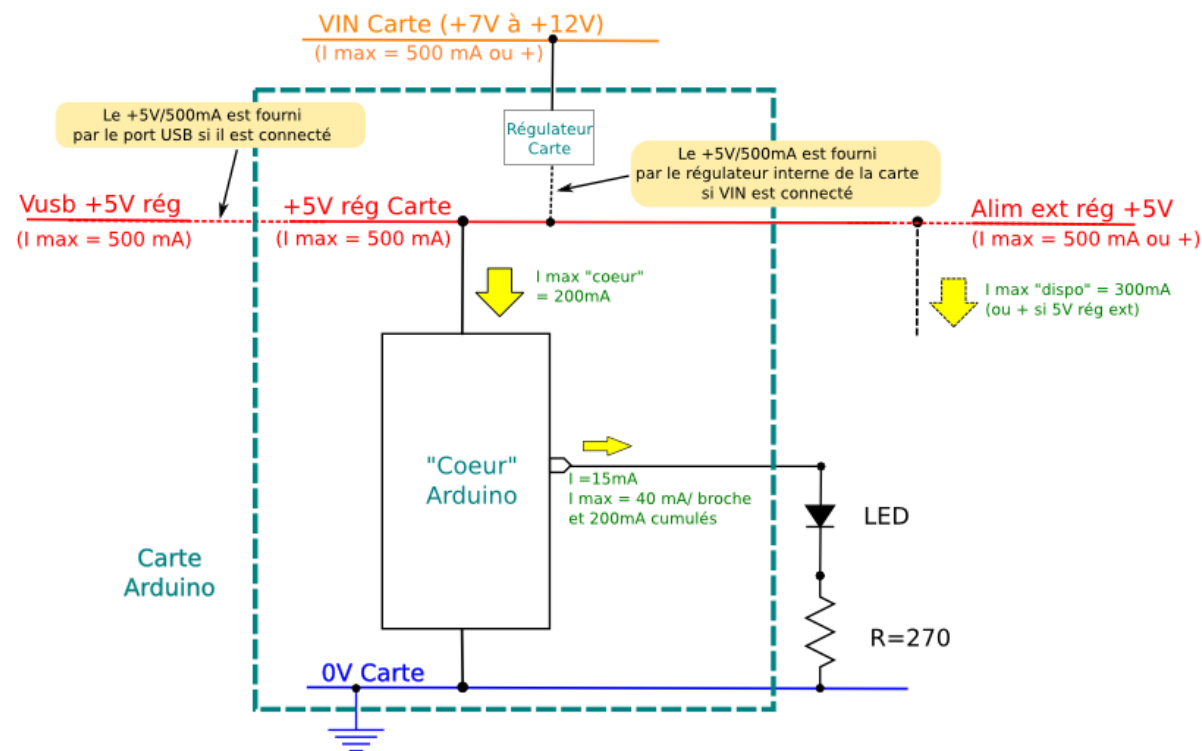 VIN Carte (+7V à +12V)
(I max = 500 mA ou +)
Le +5V/500mA est fourni
par le port USB si il est connecté
Régulateur
Carte
Le +5V/500mA est fourni
par le régulateur interne de la carte
si VIN est connecté
Vusb +5V rég
(I max = 500 mA)
+5V rég Carte
(I max = 500 mA)
Alim ext rég +5V
(I max = 500 mA ou +)
I max "coeur"
= 200mA
I max "dispo" = 300mA
(ou + si 5V rég ext)
"Coeur"
Arduino
I =15mA
I max = 40 mA/ broche
et 200mA cumulés
LED
Carte
Arduino
R=270
0V Carte